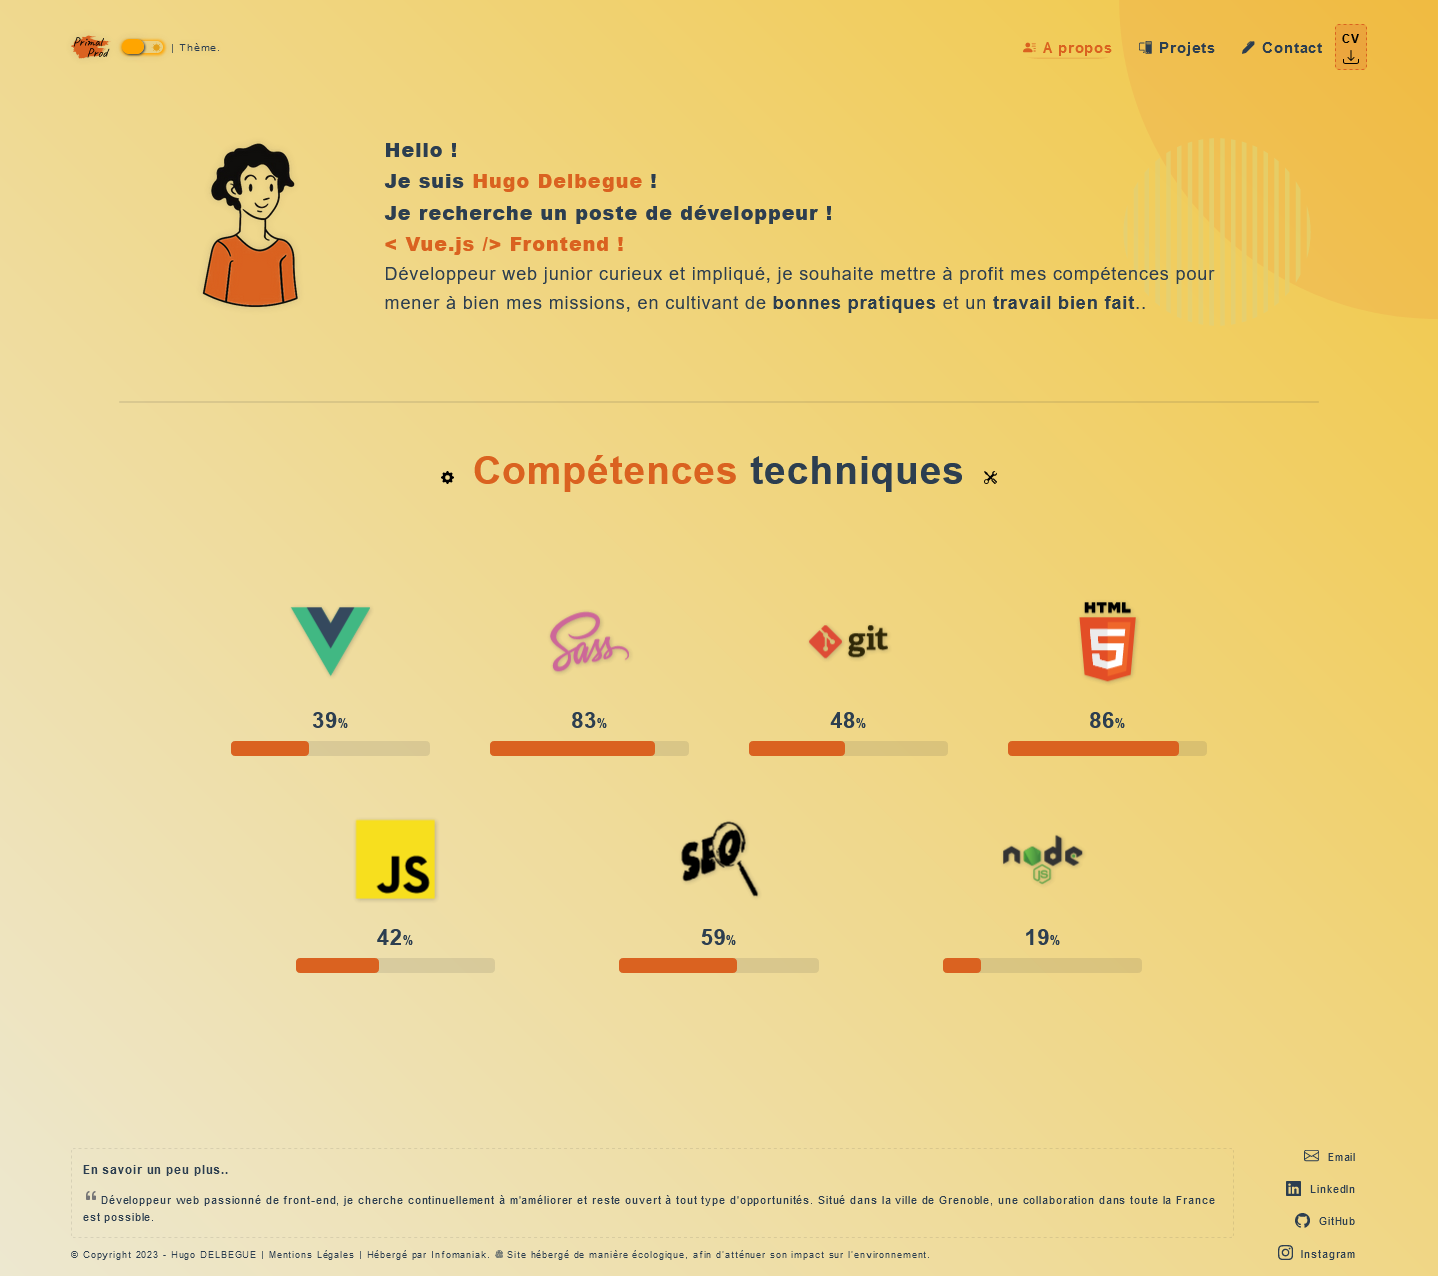 Primal
Prod
| Thème.
A propos
Projets
Contact
CV
Hello !
Je suis Hugo Delbegue !
Je recherche un poste de développeur !
< Vue.js /> Frontend !
Développeur web junior curieux et impliqué, je souhaite mettre à profit mes compétences pour
mener à bien mes missions, en cultivant de bonnes pratiques et un travail bien fait..
Compétences techniques
Sass
git
HTML
5
39%
83%
48%
86%
JS
SEO
node
JS
42%
59%
19%
En savoir un peu plus..
“ Développeur web passionné de front-end, je cherche continuellement à m'améliorer et reste ouvert à tout type d'opportunités. Situé dans la ville de Grenoble, une collaboration dans toute la France
est possible.
© Copyright 2023 - Hugo DELBEGUE | Mentions Légales | Hébergé par Infomaniak. Site hébergé de manière écologique, afin d'atténuer son impact sur l'environnement.
Email
LinkedIn
GitHub
Instagram